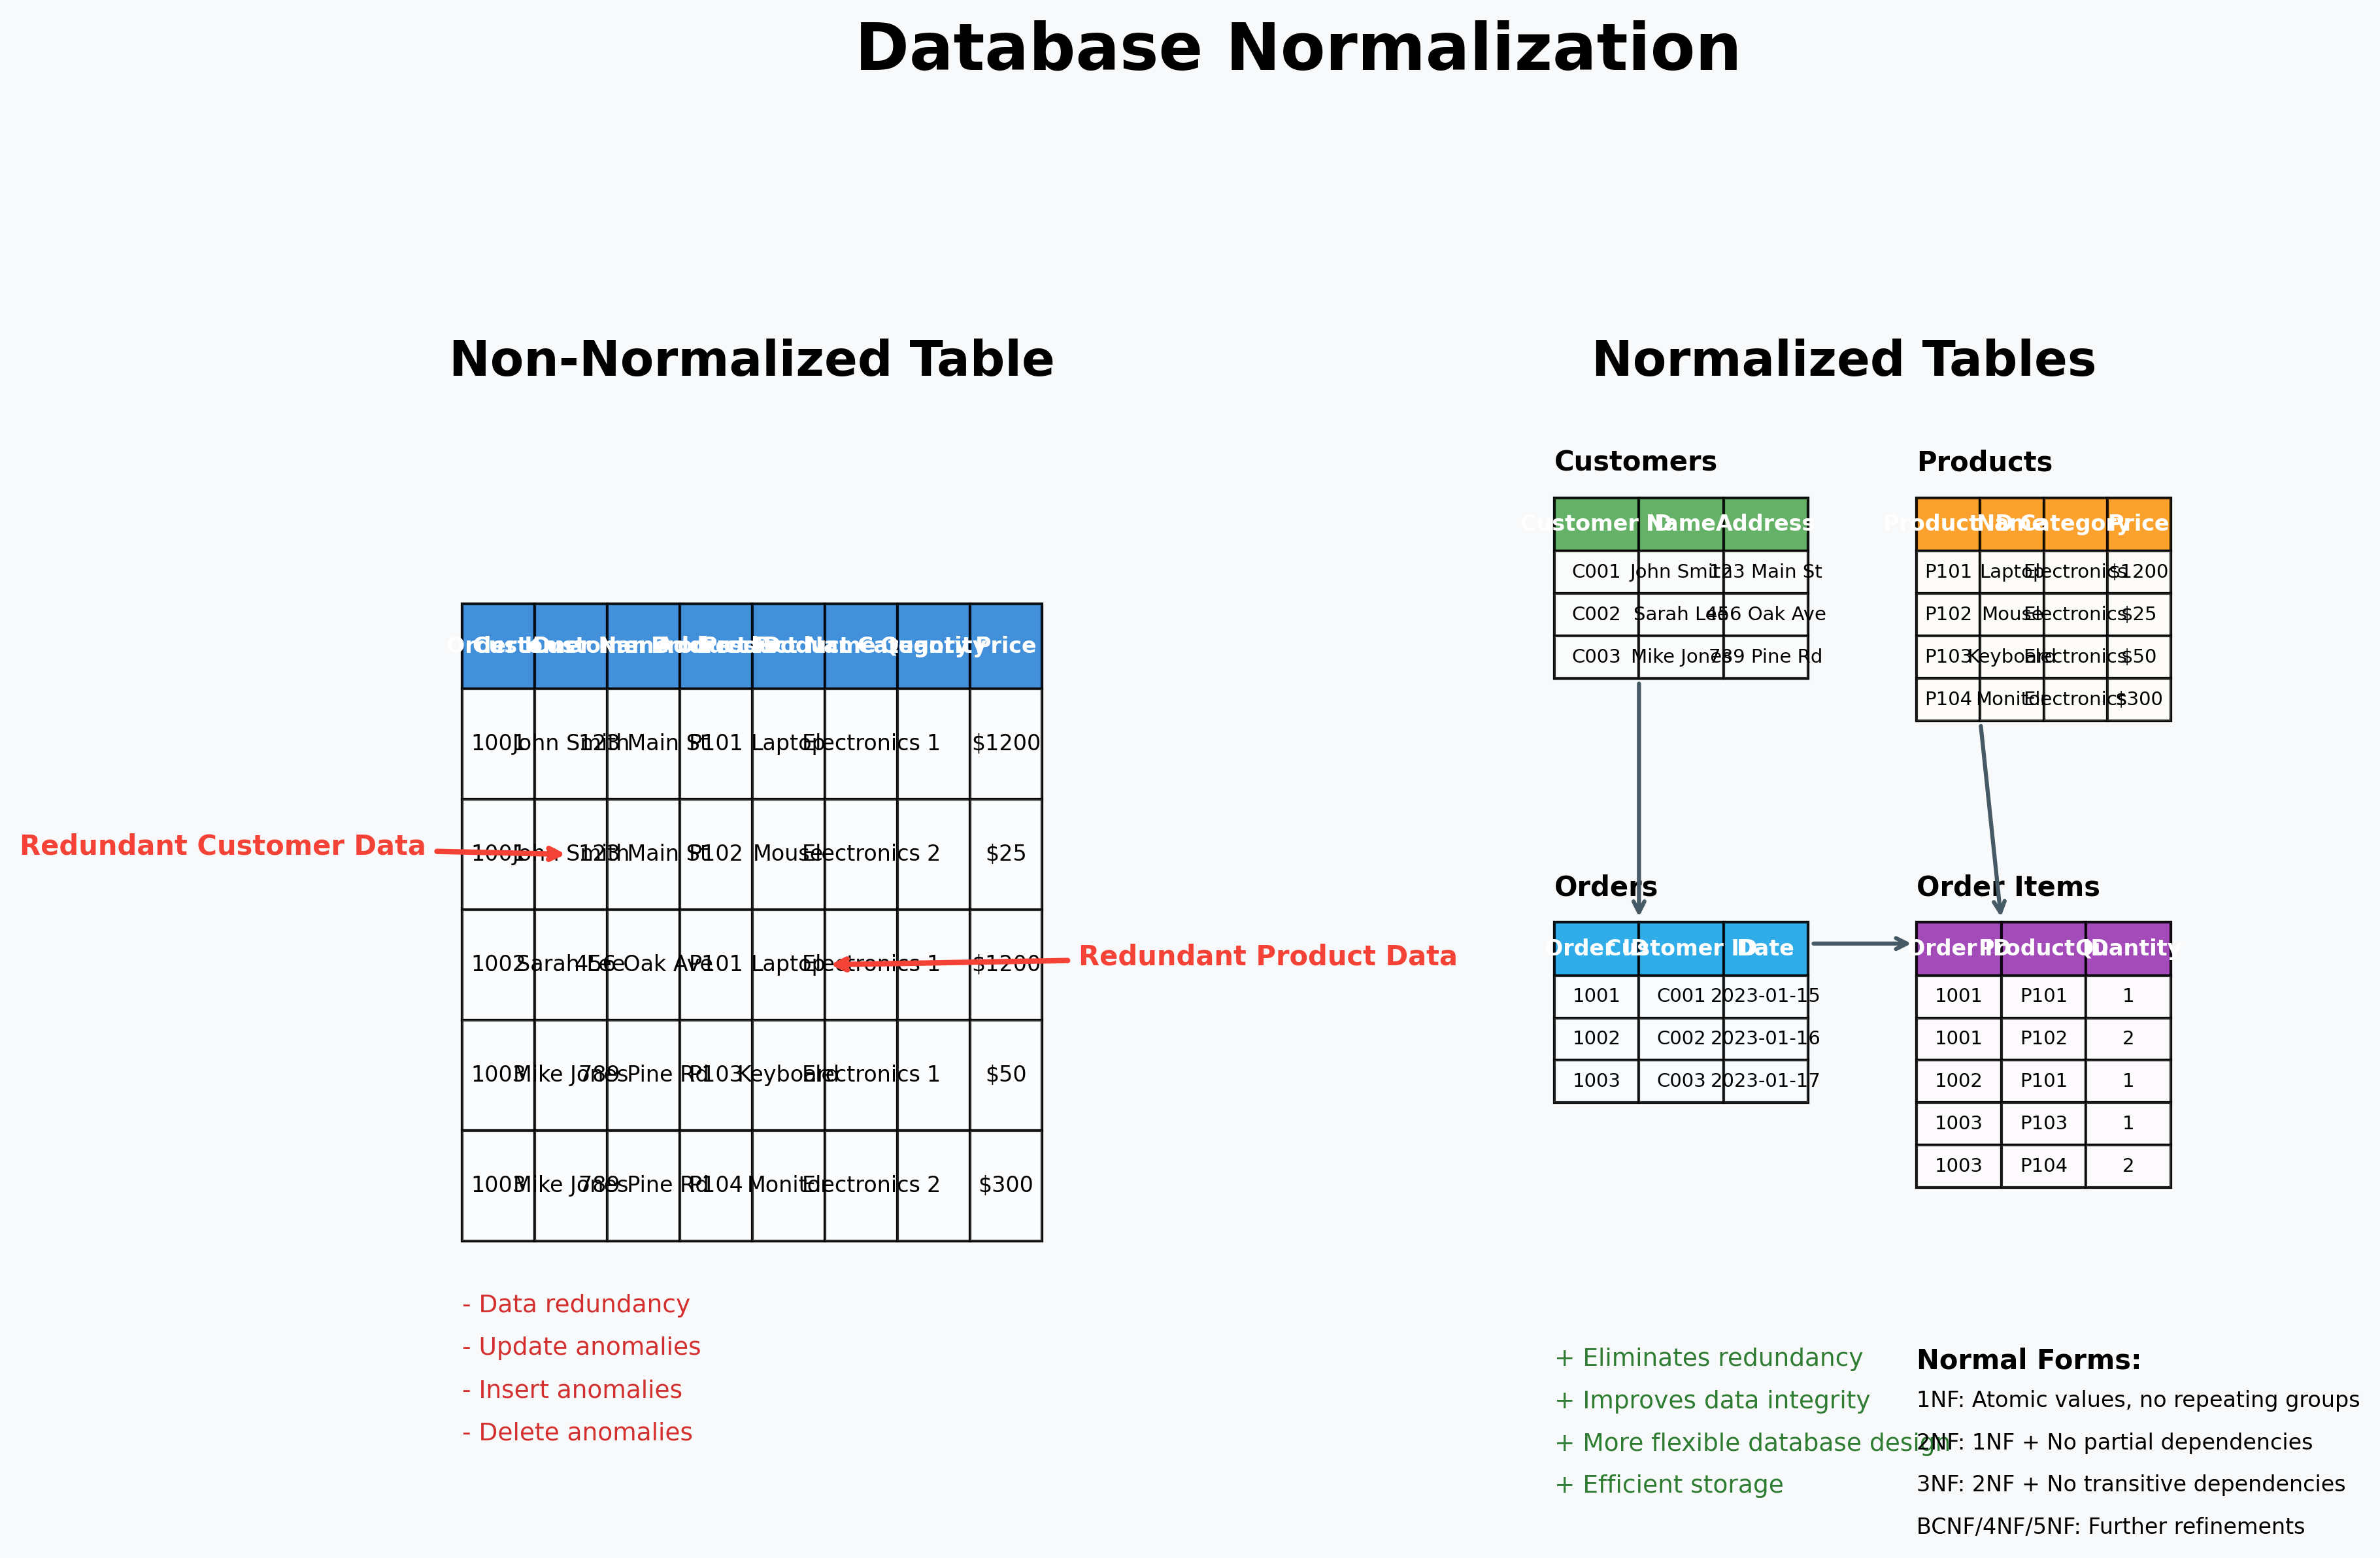 Database Normalization
Non-Normalized Table
Order ID Customer Name Customer Address Product ID Product Name Product Category Quantity Price
1001 John Smith 123 Main St P101 Laptop Electronics 1 $1200
1001 John Smith 123 Main St P102 Mouse Electronics 2 $25
1002 Sarah Lee 456 Oak Ave P101 Laptop Electronics 1 $1200
1003 Mike Jones 789 Pine Rd P103 Keyboard Electronics 1 $50
1003 Mike Jones 789 Pine Rd P104 Monitor Electronics 2 $300
Redundant Customer Data
Redundant Product Data
- Data redundancy
- Update anomalies
- Insert anomalies
- Delete anomalies
Normalized Tables
Customers
Customer ID Name Address
C001 John Smith 123 Main St
C002 Sarah Lee 456 Oak Ave
C003 Mike Jones 789 Pine Rd
Products
Product ID Name Category Price
P101 Laptop Electronics $1200
P102 Mouse Electronics $25
P103 Keyboard Electronics $50
P104 Monitor Electronics $300
Orders
Order ID Customer ID Date
1001 C001 2023-01-15
1002 C002 2023-01-16
1003 C003 2023-01-17
Order Items
Order ID Product ID Quantity
1001 P101 1
1001 P102 2
1002 P101 1
1003 P103 1
1003 P104 2
+ Eliminates redundancy
+ Improves data integrity
+ More flexible database design
+ Efficient storage
Normal Forms:
1NF: Atomic values, no repeating groups
2NF: 1NF + No partial dependencies
3NF: 2NF + No transitive dependencies
BCNF/4NF/5NF: Further refinements